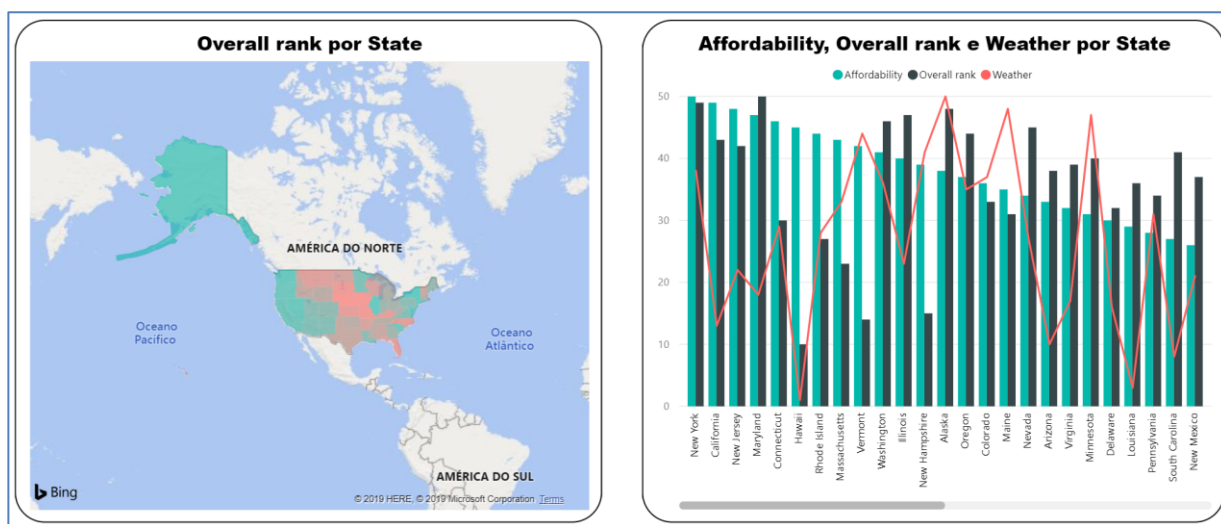 Overall rank por State
AMÉRICA DO NORTE
Oceano
Pacífico
Oceano
Atlântico
AMÉRICA DO SUL
Bing
© 2019 HERE, © 2019 Microsoft Corporation Terms
Affordability, Overall rank e Weather por State
Affordability Overall rank Weather
50
40
30
20
10
0
New York
California
New Jersey
Maryland
Connecticut
Hawai
Rhode Island
Massachusetts
Vermont
Washington
Illinois
New Hampshire
Alaska
Oregon
Colorado
Maine
Nevada
Arizona
Virginia
Minnesota
Delaware
Louisiana
Pennsylvania
South Carolina
New Mexico